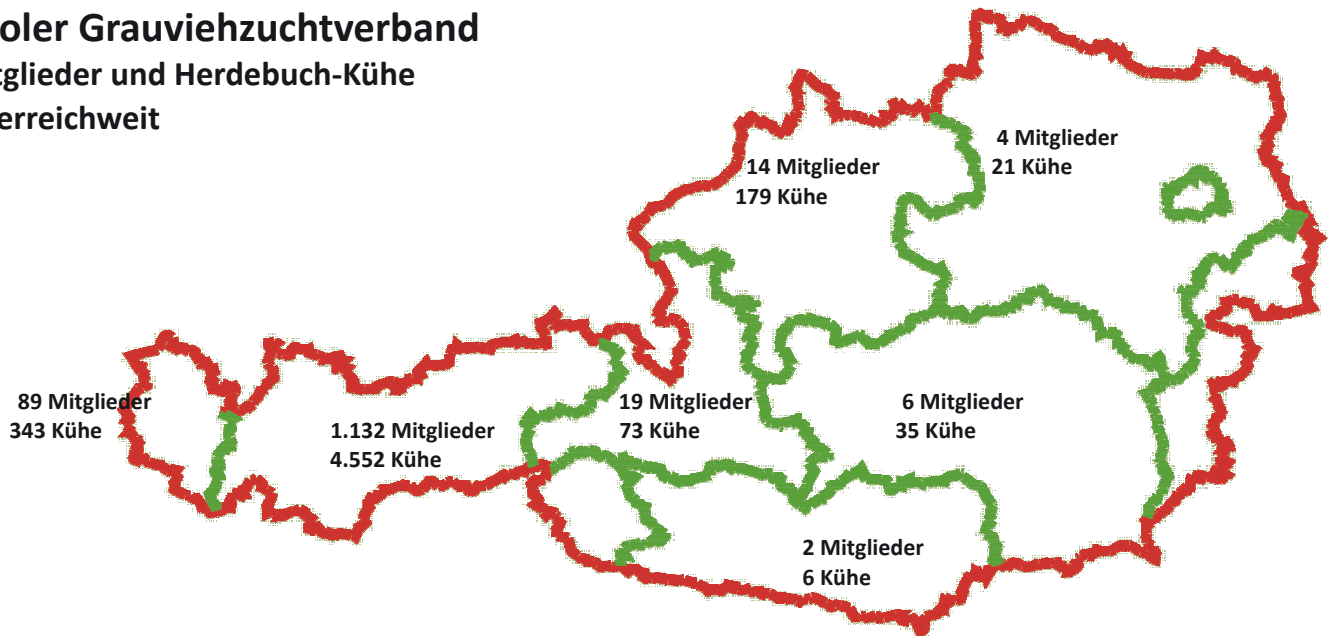 oler Grauviehzuchtverband
tglieder und Herdebuch-Kühe
erreichweit
4 Mitglieder
21 Kühe
14 Mitglieder
179 Kühe
89 Mitglieder
343 Kühe
1.132 Mitglieder
4.552 Kühe
19 Mitglieder
73 Kühe
6 Mitglieder
35 Kühe
2 Mitglieder
6 Kühe